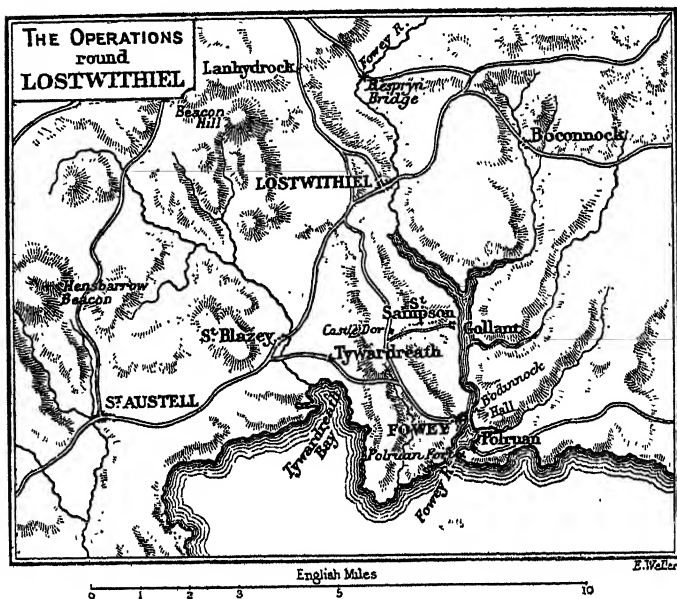 THE OPERATIONS
round
LOSTWITHIEL
Lanhydrock
Fowey R.
Respryn
Bridge
Beacon
Hill
Boconnock
LOSTWITHIEL
Hensbarrow
Beacon
St
Sampson
Golant
St Blazey
Castle Dor
Tywardreath
Bodinnock
Hall
ST AUSTELL
FOWEY
Polruan
Tywardreath
Bay
Polruan Fort
Fowey R.
E. Weller
English Miles
0 1 2 3 5 10